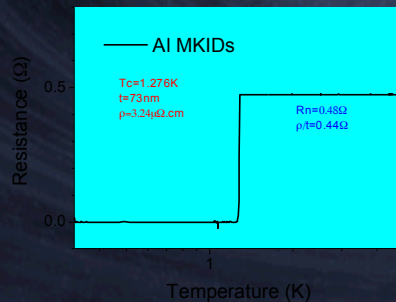 Al MKIDs
Tc=1.276K
t=73nm
ρ=3.24μΩ.cm
Rn=0.48Ω
ρ/t=0.44Ω
Resistance (Ω)
0.5
0.0
1
Temperature (K)